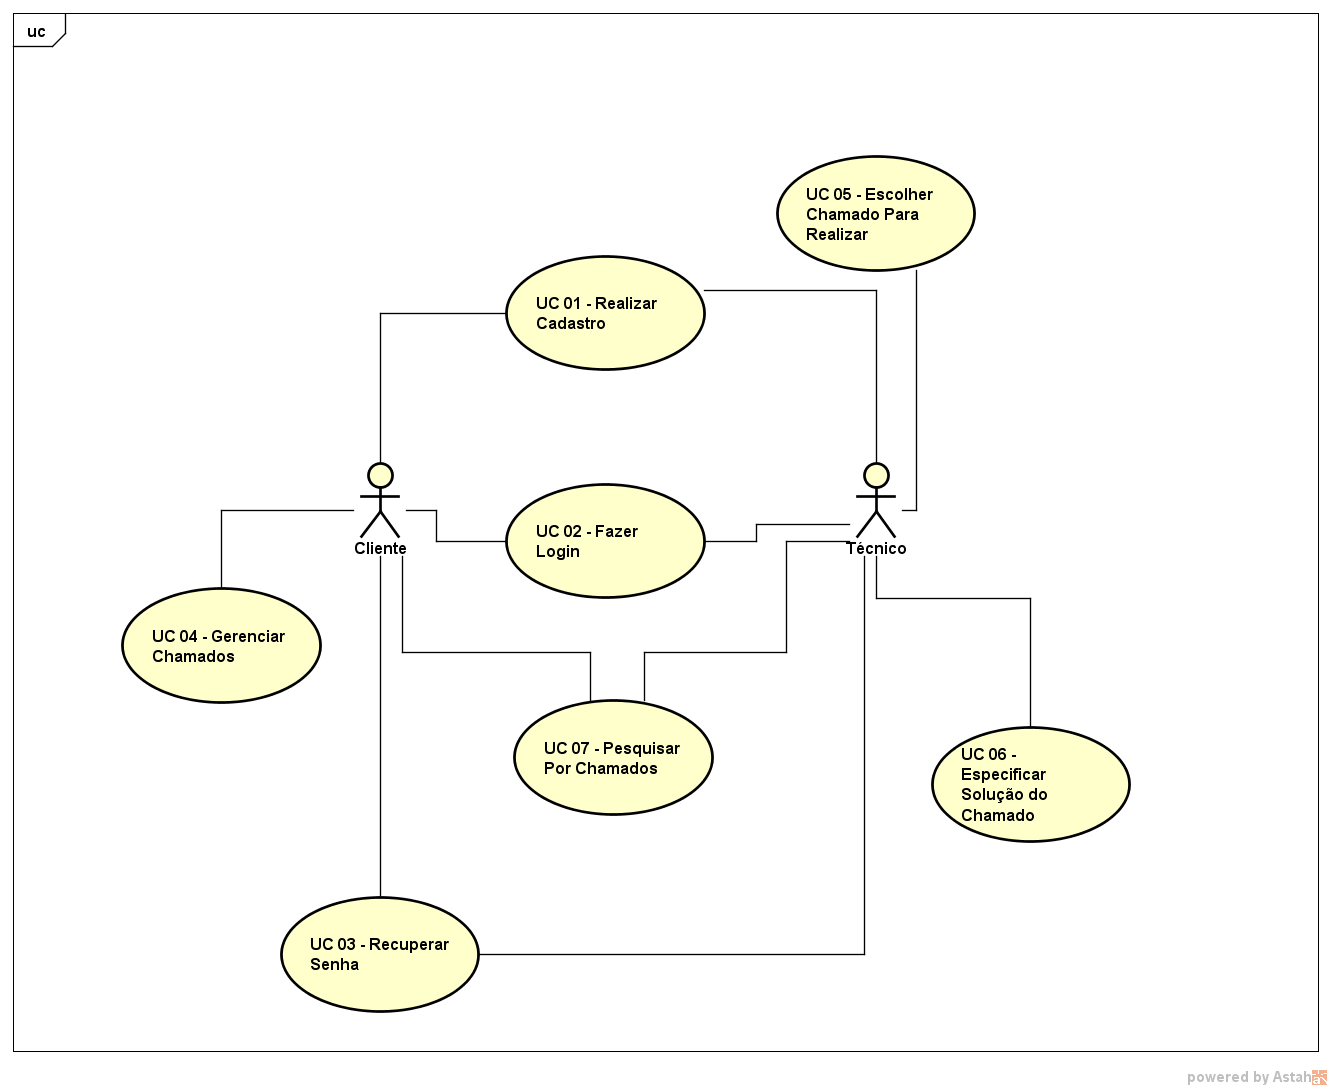 uc
UC 05 - Escolher
Chamado Para
Realizar
UC 01 - Realizar
Cadastro
Cliente
UC 02 - Fazer
Login
Técnico
UC 04 - Gerenciar
Chamados
UC 07 - Pesquisar
Por Chamados
UC 06 -
Especificar
Solução do
Chamado
UC 03 - Recuperar
Senha
powered by Astah